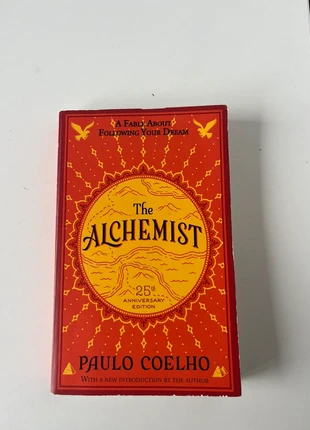 A Fable About
Following Your Dream
The
ALCHEMIST
25th
ANNIVERSARY
EDITION
PAULO COELHO
With a new introduction by the author